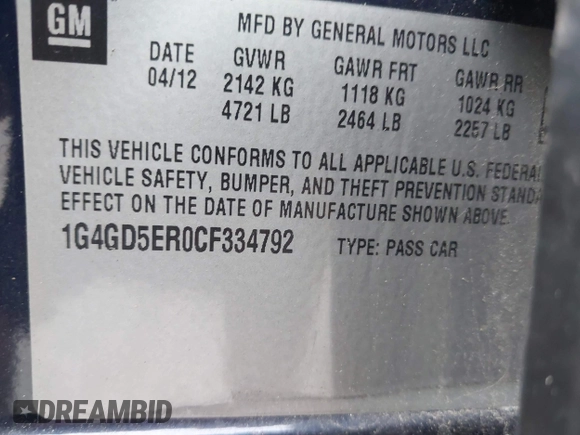 GM
MFD BY GENERAL MOTORS LLC
DATE GVWR GAWR FRT GAWR RR
04/12 2142 KG 1118 KG 1024 KG
4721 LB 2464 LB 2257 LB
THIS VEHICLE CONFORMS TO ALL APPLICABLE U.S. FEDERA
VEHICLE SAFETY, BUMPER, AND THEFT PREVENTION STANDA
EFFECT ON THE DATE OF MANUFACTURE SHOWN ABOVE.
1G4GD5ER0CF334792 TYPE: PASS CAR
DREAMBID